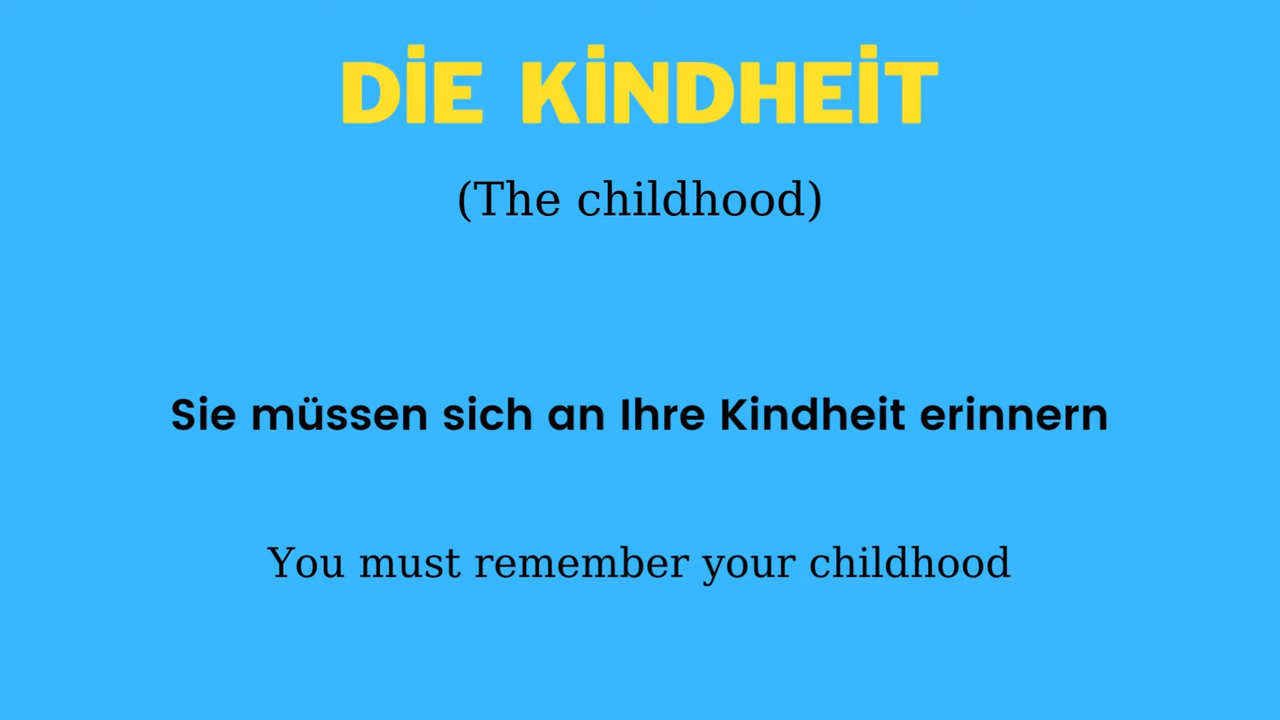 DİE KİNDHEİT
(The childhood)
Sie müssen sich an Ihre Kindheit erinnern
You must remember your childhood